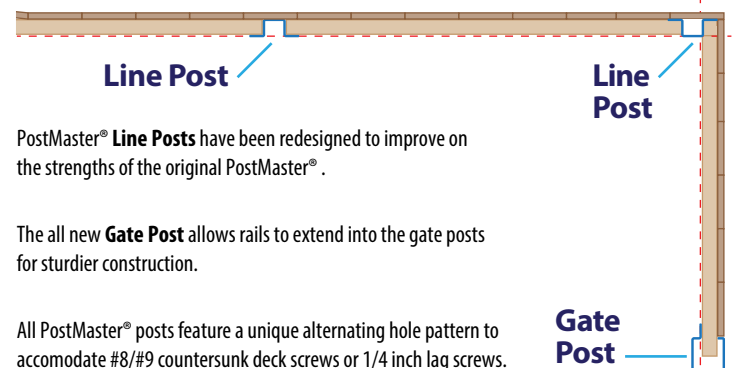 Line Post
Line
Post
PostMaster® Line Posts have been redesigned to improve on
the strengths of the original PostMaster® .
The all new Gate Post allows rails to extend into the gate posts
for sturdier construction.
Gate
Post
All PostMaster® posts feature a unique alternating hole pattern to
accomodate #8/#9 countersunk deck screws or 1/4 inch lag screws.